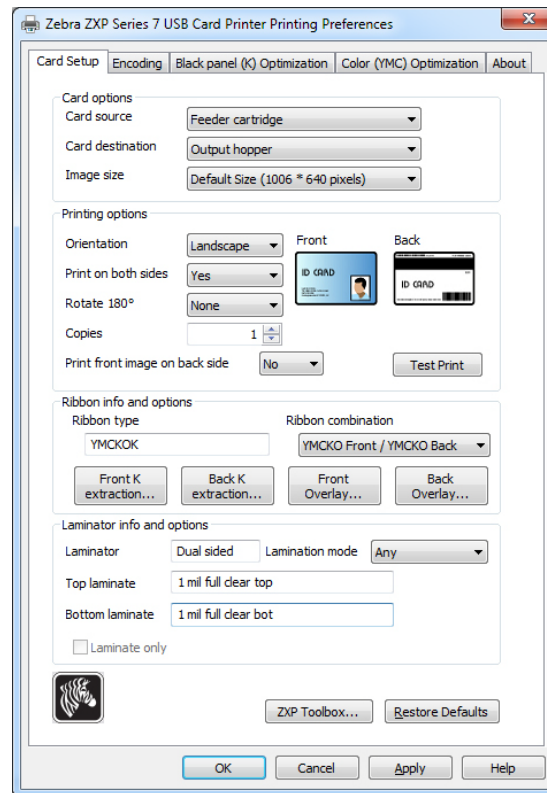 Zebra ZXP Series 7 USB Card Printer Printing Preferences
Card Setup Encoding Black panel (K) Optimization Color (YMC) Optimization About
Card options
Card source Feeder cartridge
Card destination Output hopper
Image size Default Size (1006 * 640 pixels)
Printing options
Orientation Landscape Front Back
Print on both sides Yes ID CARD ID CARD
Rotate 180° None
Copies 1
Print front image on back side No Test Print
Ribbon info and options
Ribbon type Ribbon combination
YMCKOK YMCKO Front / YMCKO Back
Front K Back K Front Back
extraction... extraction... Overlay... Overlay...
Laminator info and options
Laminator Dual sided Lamination mode Any
Top laminate 1 mil full clear top
Bottom laminate 1 mil full clear bot
Laminate only
ZXP Toolbox... Restore Defaults
OK Cancel Apply Help